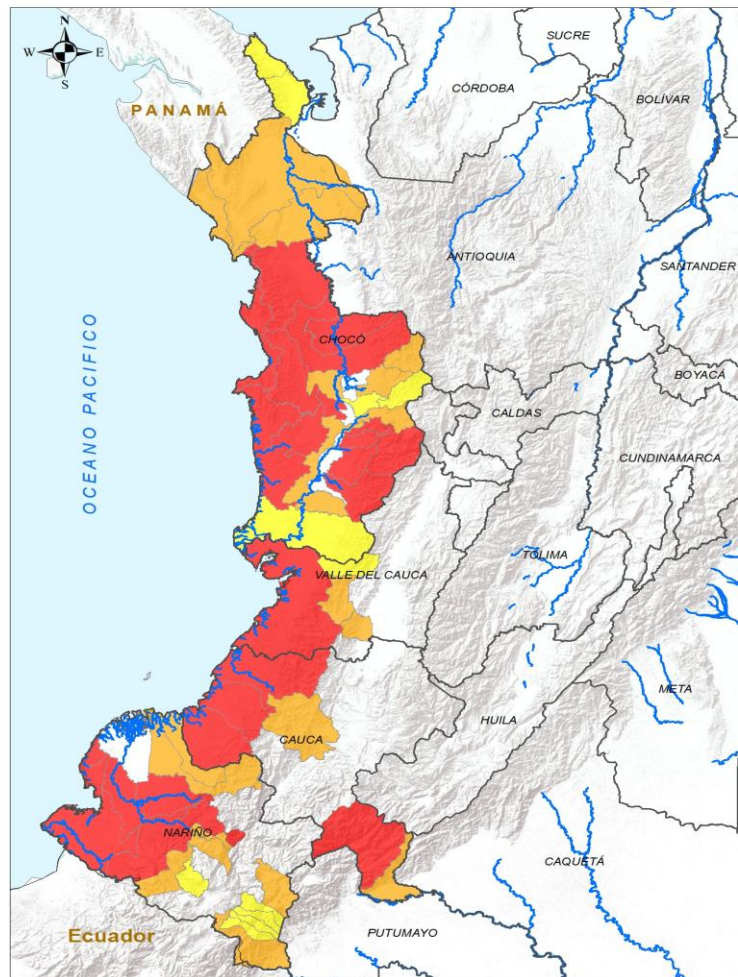 SUCRE
N
CÓRDOBA
W
E
S
BOLÍVAR
PANAMÁ
ANTIOQUIA
SANTANDER
CHOCÓ
BOYACÁ
CALDAS
OCEANO PACIFICO
CUNDINAMARCA
TOLIMA
VALLE DEL CAUCA
META
HUILA
CAUCA
NARIÑO
CAQUETÁ
PUTUMAYO
Ecuador